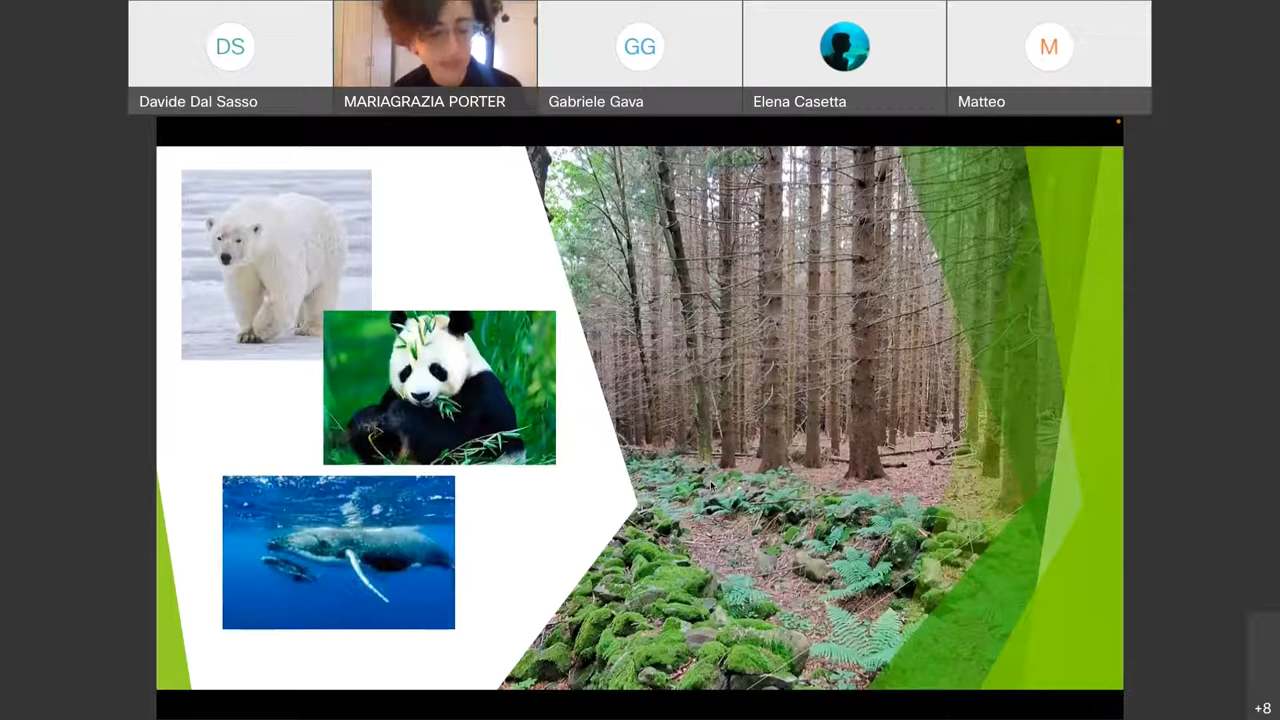 DS
GG
M
Davide Dal Sasso
MARIAGRAZIA PORTER
Gabriele Gava
Elena Casetta
Matteo
+8